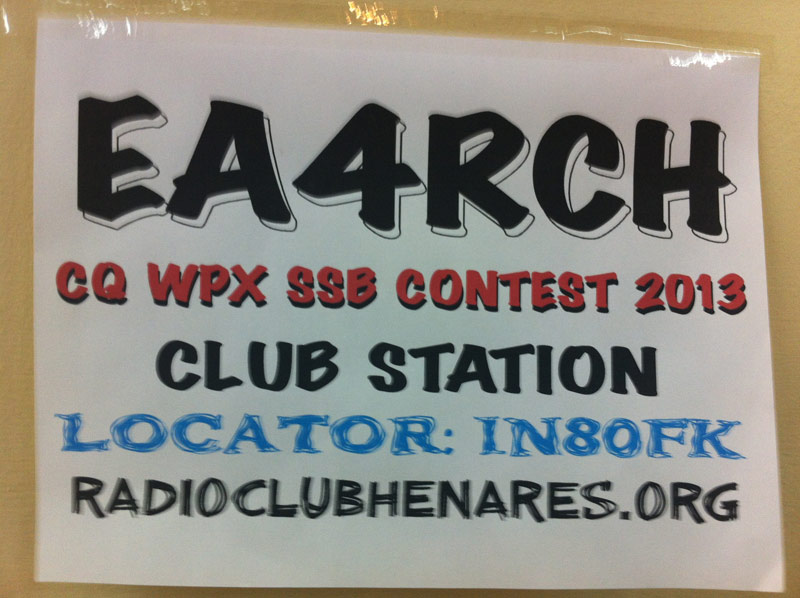 EA4RCH
CQ WPX SSB CONTEST 2013
CLUB STATION
LOCATOR: IN80FK
RADIOCLUBHENARES.ORG